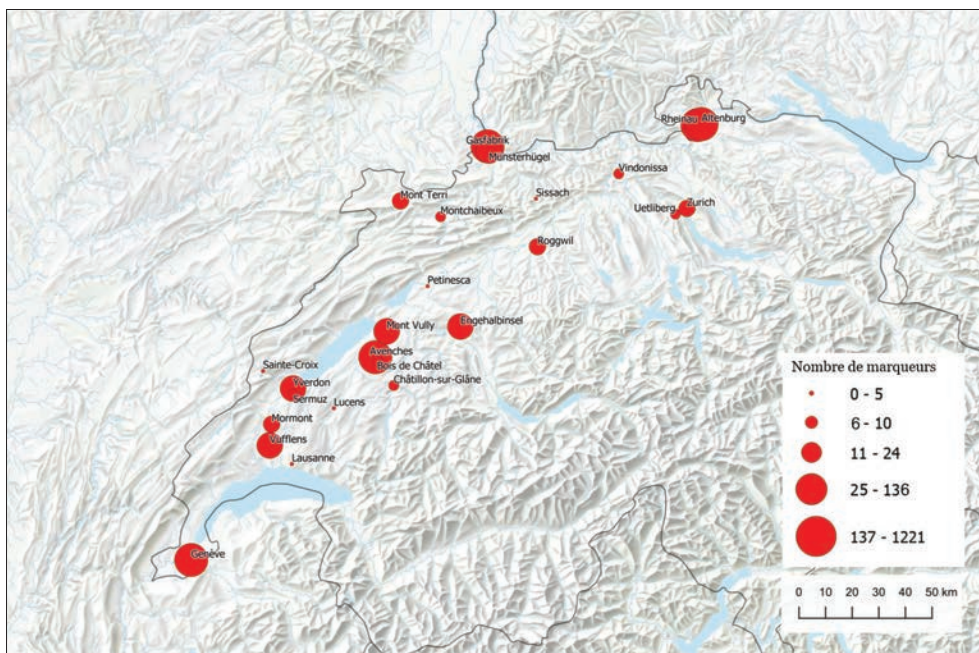 Rheinau Altenburg
Gasfabrik
Münsterhügel
Vindonissa
Sissach
Mont Terri
Montchaibeux
Uetliberg
Zurich
Roggwil
Petinesca
Engehalbinsel
Mont Vully
Avenches
Bois de Châtel
Sainte-Croix
Châtillon-sur-Glâne
Yverdon
Sermuz
Lucens
Mormont
Vufflens
Lausanne
Genève
Nombre de marqueurs
0 - 5
6 - 10
11 - 24
25 - 136
137 - 1221
0 10 20 30 40 50 km